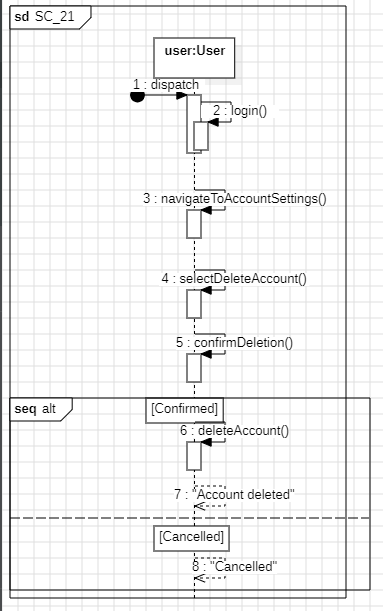 sd SC_21
user:User
1 : dispatch
2 : login()
3 : navigateToAccountSettings()
4 : selectDeleteAccount()
5 : confirmDeletion()
seq alt
[Confirmed]
6 : deleteAccount()
7 : "Account deleted"
[Cancelled]
8 : "Cancelled"